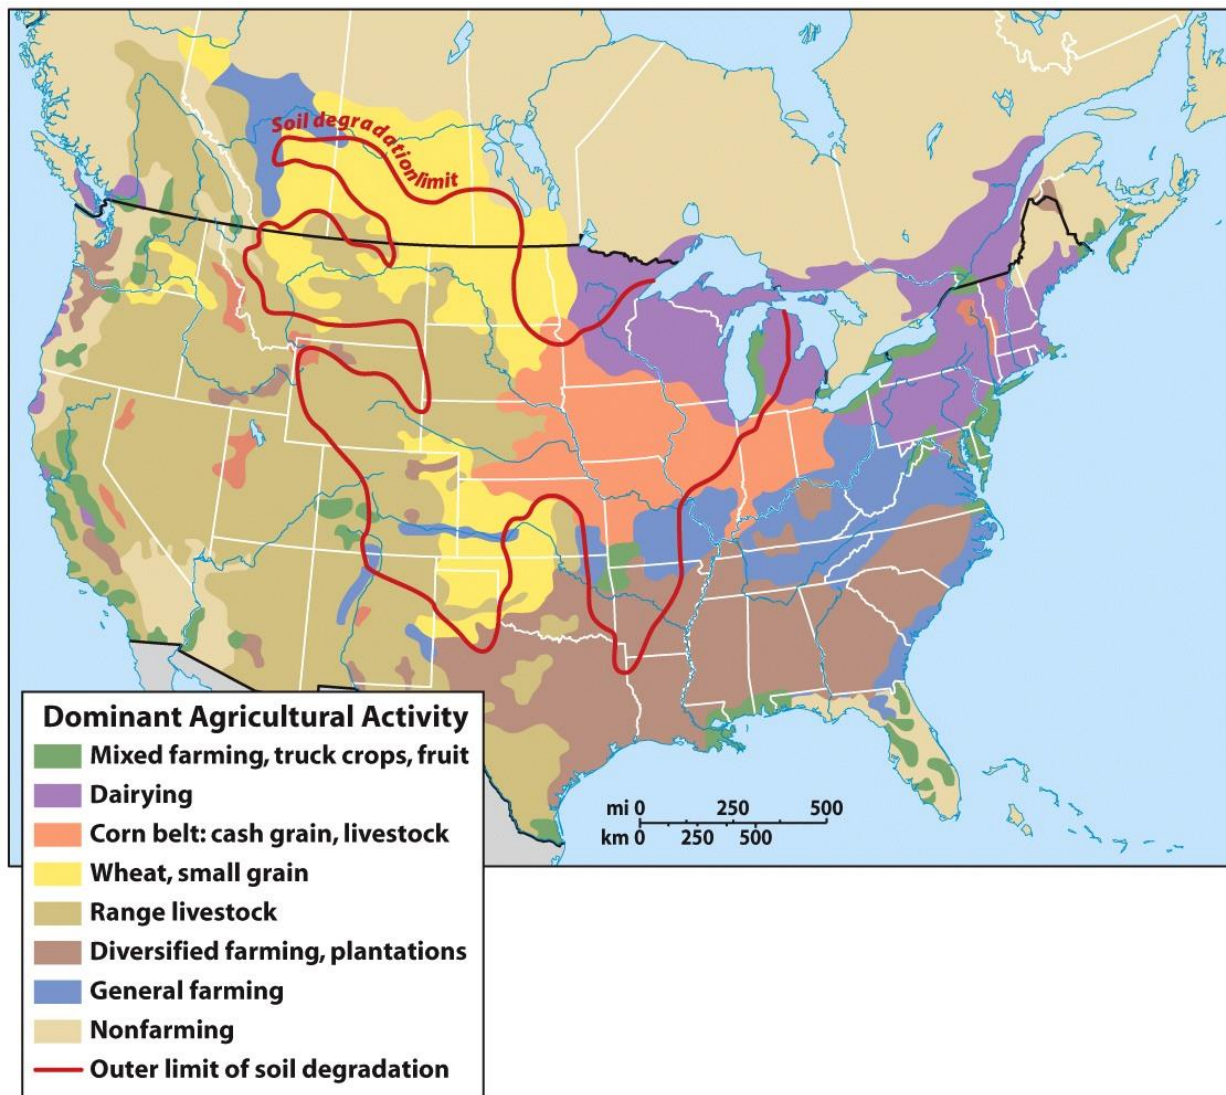 Soil degradation limit
Dominant Agricultural Activity
Mixed farming, truck crops, fruit
Dairying
Corn belt: cash grain, livestock
Wheat, small grain
Range livestock
Diversified farming, plantations
General farming
Nonfarming
Outer limit of soil degradation
mi 0 250 500
km 0 250 500